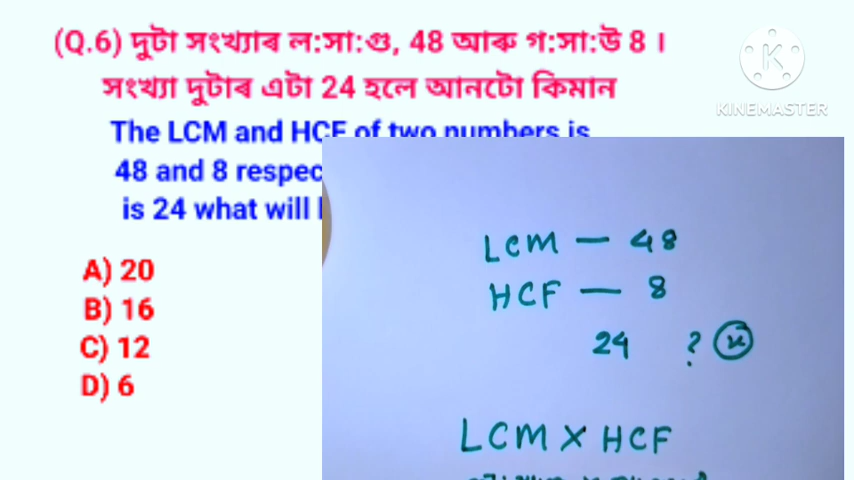 (Q.6) দুটা সংখ্যাৰ ল:সা:গু, 48 আৰু গ:সা:উ 8 ।
সংখ্যা দুটাৰ এটা 24 হলে আনটো কিমান
The LCM and HCF of two numbers is
48 and 8
is 24 what will
A) 20
B) 16
C) 12
D) 6
KINEMASTER
LCM — 48
HCF — 8
24 ? x
LCM X HCF